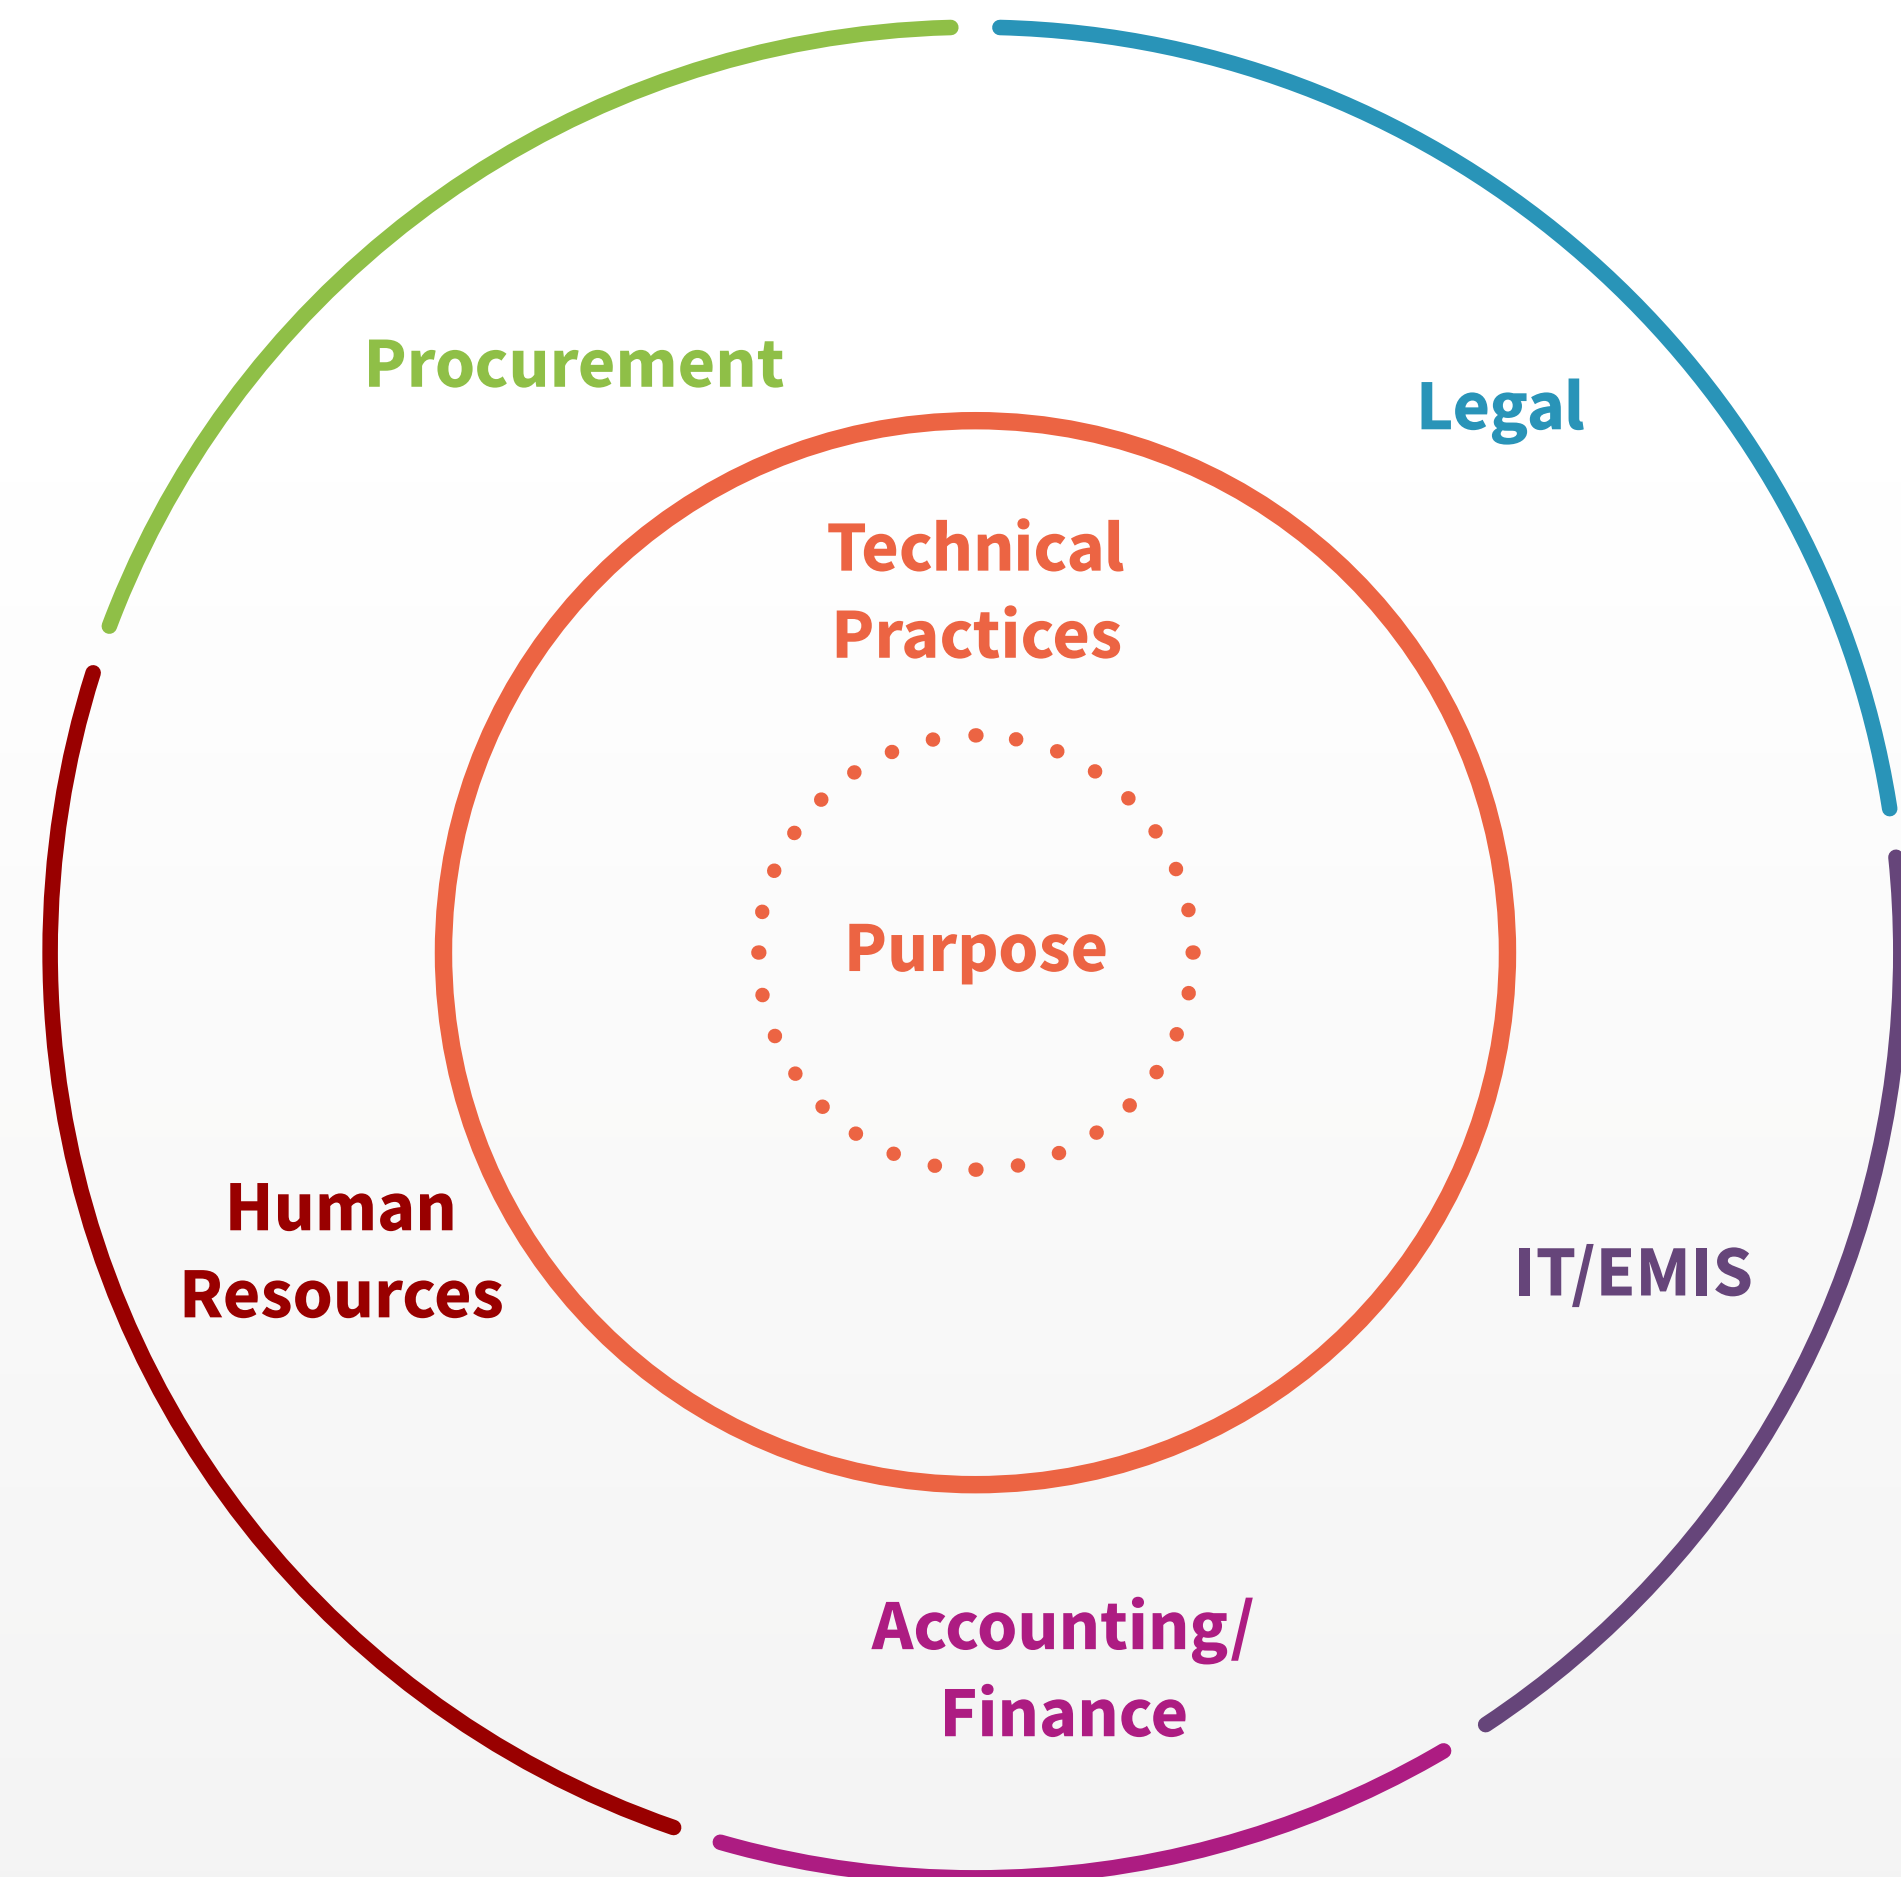 Procurement
Legal
Technical
Practices
Purpose
Human
Resources
IT/EMIS
Accounting/
Finance